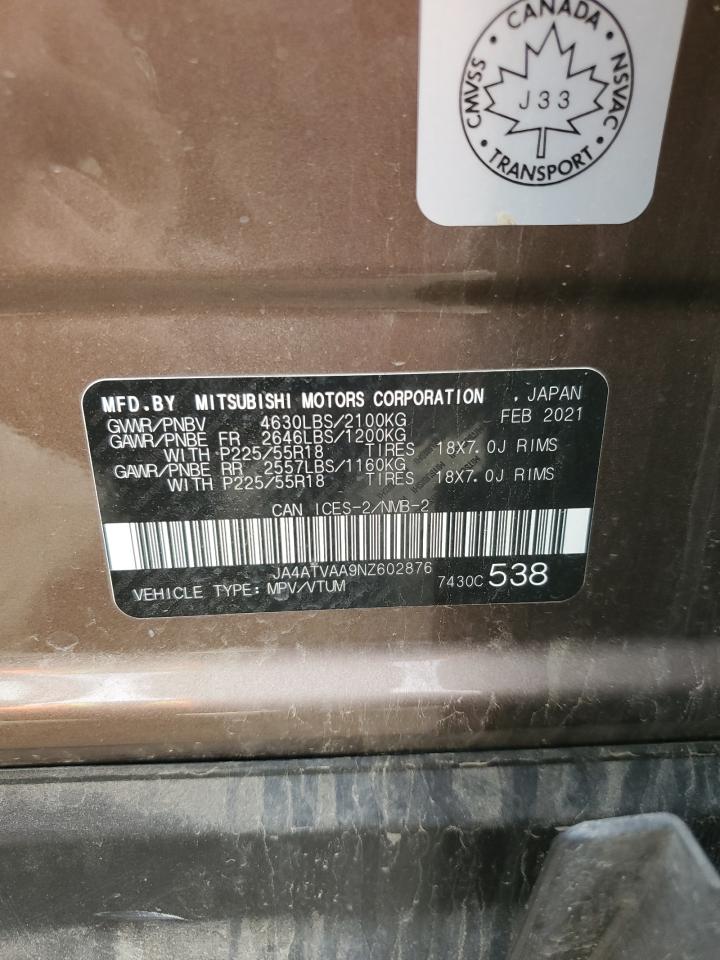 CANADA
CMVSS
NSVAC
J33
• TRANSPORT •
MFD.BY MITSUBISHI MOTORS CORPORATION , JAPAN
GVWR/PNBV 4630LBS/2100KG FEB 2021
GAWR/PNBE FR 2646LBS/1200KG
WITH P225/55R18 TIRES 18X7.0J RIMS
GAWR/PNBE RR 2557LBS/1160KG
WITH P225/55R18 TIRES 18X7.0J RIMS
CAN ICES-2/NMB-2
JA4ATVAA9NZ602876
VEHICLE TYPE:MPV/VTUM 7430C 538